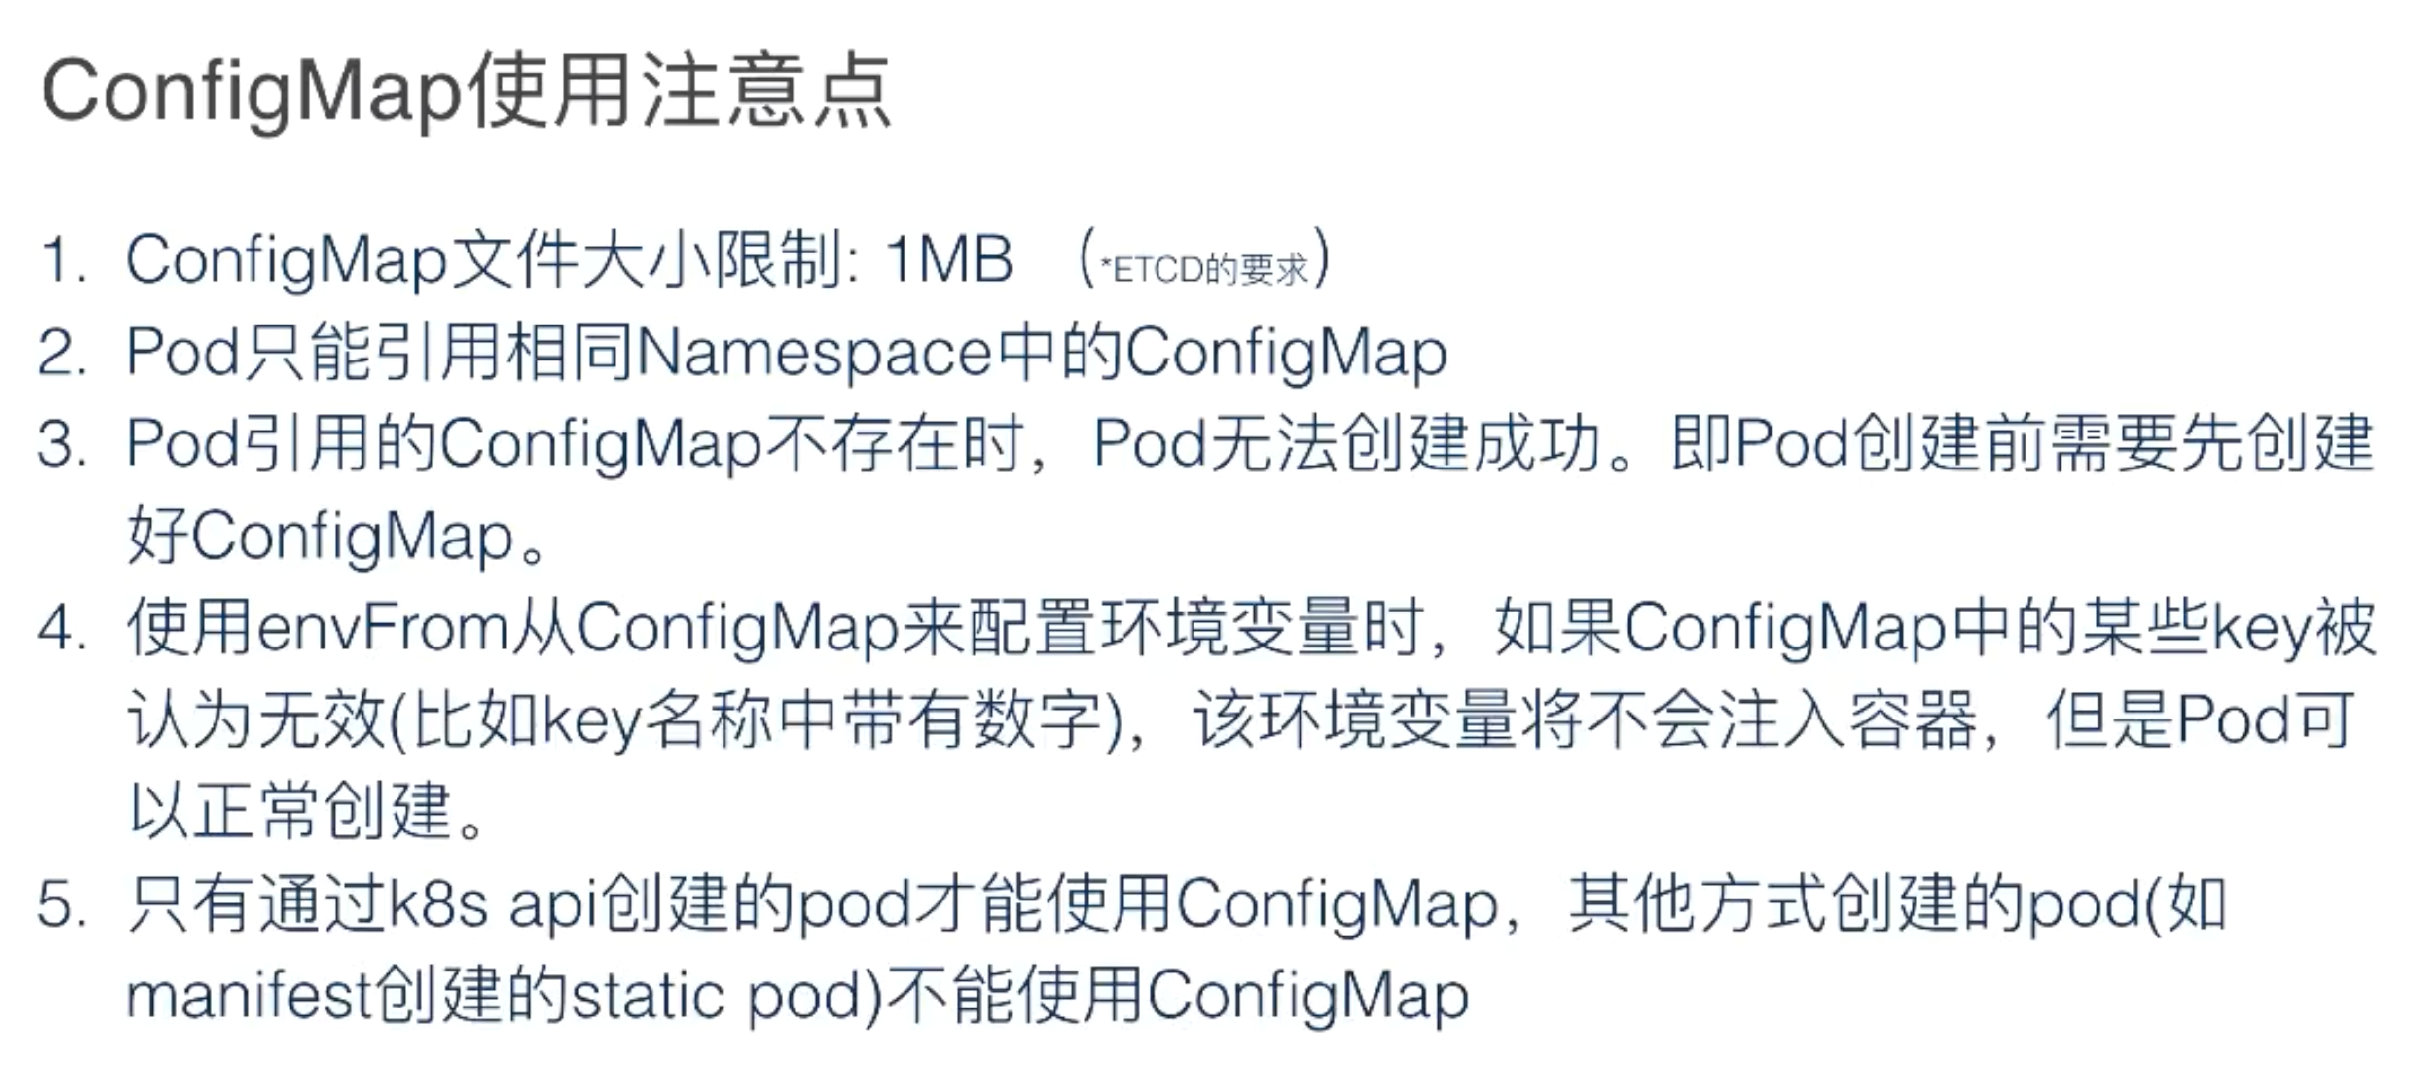 ConfigMap使用注意点
1. ConfigMap文件大小限制: 1MB （*ETCD的要求）
2. Pod只能引用相同Namespace中的ConfigMap
3. Pod引用的ConfigMap不存在时，Pod无法创建成功。即Pod创建前需要先创建
好ConfigMap。
4. 使用envFrom从ConfigMap来配置环境变量时，如果ConfigMap中的某些key被
认为无效(比如key名称中带有数字)，该环境变量将不会注入容器，但是Pod可
以正常创建。
5. 只有通过k8s api创建的pod才能使用ConfigMap，其他方式创建的pod(如
manifest创建的static pod)不能使用ConfigMap